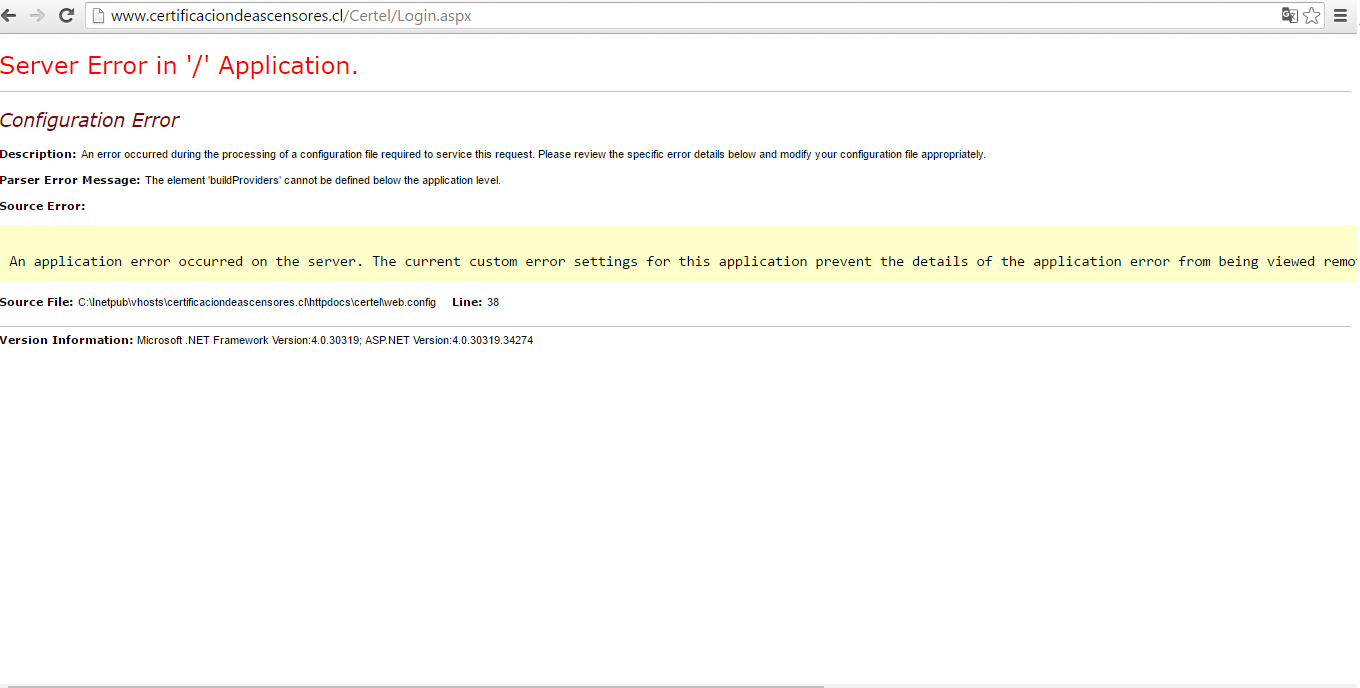 www.certificaciondeascensores.cl/Certel/Login.aspx
Server Error in '/' Application.
Configuration Error
Description: An error occurred during the processing of a configuration file required to service this request. Please review the specific error details below and modify your configuration file appropriately.
Parser Error Message: The element 'buildProviders' cannot be defined below the application level.
Source Error:
An application error occurred on the server. The current custom error settings for this application prevent the details of the application error from being viewed
Source File: C:\Inetpub\vhosts\certificaciondeascensores.cl\httpdocs\certel\web.config Line: 38
Version Information: Microsoft .NET Framework Version:4.0.30319; ASP.NET Version:4.0.30319.34274